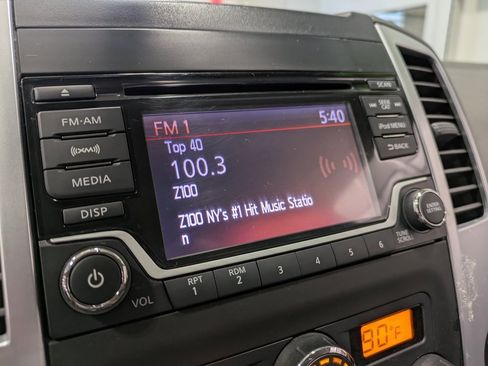 SCAN
FM·AM
XM
MEDIA
DISP
VOL
SEEK
CAT
iPod MENU
BACK
ENTER
SETTING
TUNE
SCROLL
FM 1
5:40
Top 40
100.3
Z100
Z100 NY's #1 Hit Music Statio
n
RPT
1
RDM
2
3
4
5
6
90°F